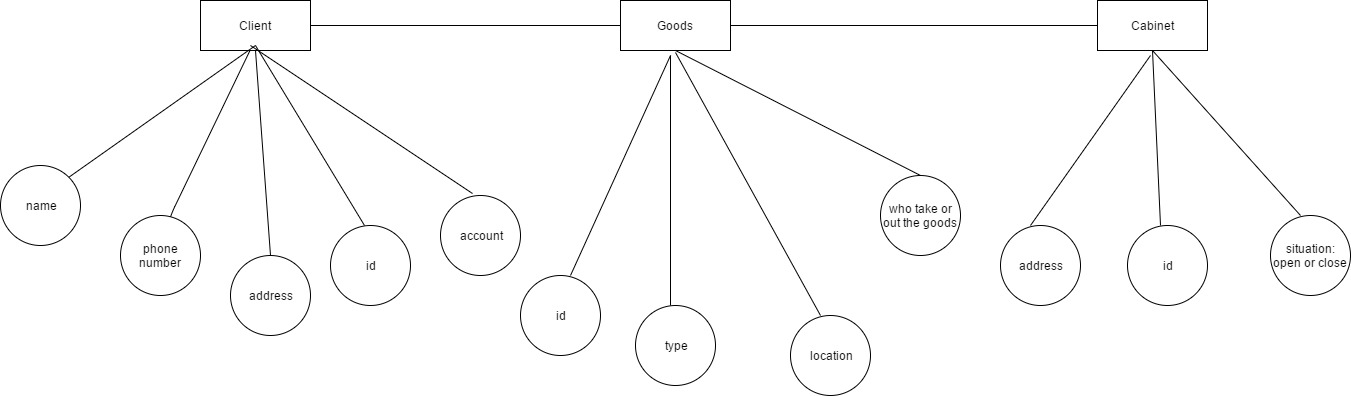 Client
Goods
Cabinet
name
phone
number
address
id
account
id
type
location
who take or
out the goods
address
id
situation:
open or close